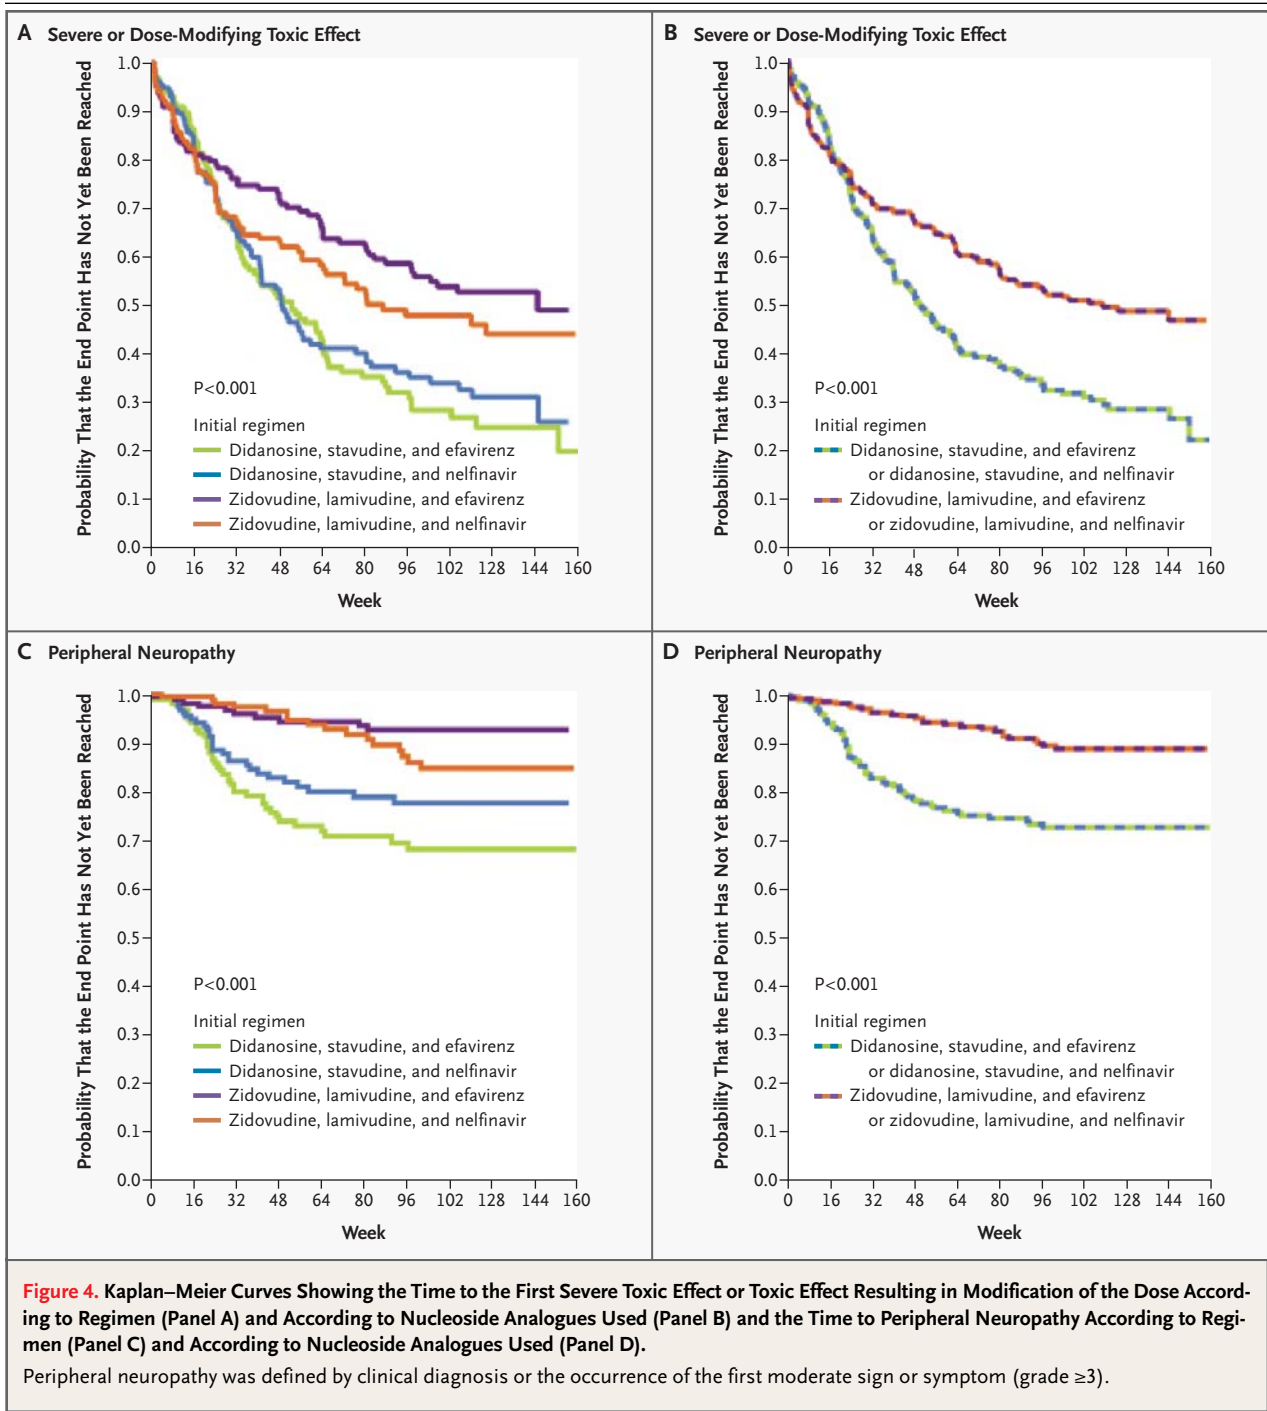 A Severe or Dose-Modifying Toxic Effect
Probability That the End Point Has Not Yet Been Reached
1.0
0.9
0.8
0.7
0.6
0.5
0.4
0.3
0.2
0.1
0.0
P<0.001
Initial regimen
Didanosine, stavudine, and efavirenz
Didanosine, stavudine, and nelfinavir
Zidovudine, lamivudine, and efavirenz
Zidovudine, lamivudine, and nelfinavir
0 16 32 48 64 80 96 102 128 144 160
Week
B Severe or Dose-Modifying Toxic Effect
Probability That the End Point Has Not Yet Been Reached
1.0
0.9
0.8
0.7
0.6
0.5
0.4
0.3
0.2
0.1
0.0
P<0.001
Initial regimen
Didanosine, stavudine, and efavirenz
or didanosine, stavudine, and nelfinavir
Zidovudine, lamivudine, and efavirenz
or zidovudine, lamivudine, and nelfinavir
0 16 32 48 64 80 96 102 128 144 160
Week
C Peripheral Neuropathy
Probability That the End Point Has Not Yet Been Reached
1.0
0.9
0.8
0.7
0.6
0.5
0.4
0.3
0.2
0.1
0.0
P<0.001
Initial regimen
Didanosine, stavudine, and efavirenz
Didanosine, stavudine, and nelfinavir
Zidovudine, lamivudine, and efavirenz
Zidovudine, lamivudine, and nelfinavir
0 16 32 48 64 80 96 102 128 144 160
Week
D Peripheral Neuropathy
Probability That the End Point Has Not Yet Been Reached
1.0
0.9
0.8
0.7
0.6
0.5
0.4
0.3
0.2
0.1
0.0
P<0.001
Initial regimen
Didanosine, stavudine, and efavirenz
or didanosine, stavudine, and nelfinavir
Zidovudine, lamivudine, and efavirenz
or zidovudine, lamivudine, and nelfinavir
0 16 32 48 64 80 96 102 128 144 160
Week
Figure 4. Kaplan–Meier Curves Showing the Time to the First Severe Toxic Effect or Toxic Effect Resulting in Modification of the Dose Accord-
ing to Regimen (Panel A) and According to Nucleoside Analogues Used (Panel B) and the Time to Peripheral Neuropathy According to Regi-
men (Panel C) and According to Nucleoside Analogues Used (Panel D).
Peripheral neuropathy was defined by clinical diagnosis or the occurrence of the first moderate sign or symptom (grade ≥3).